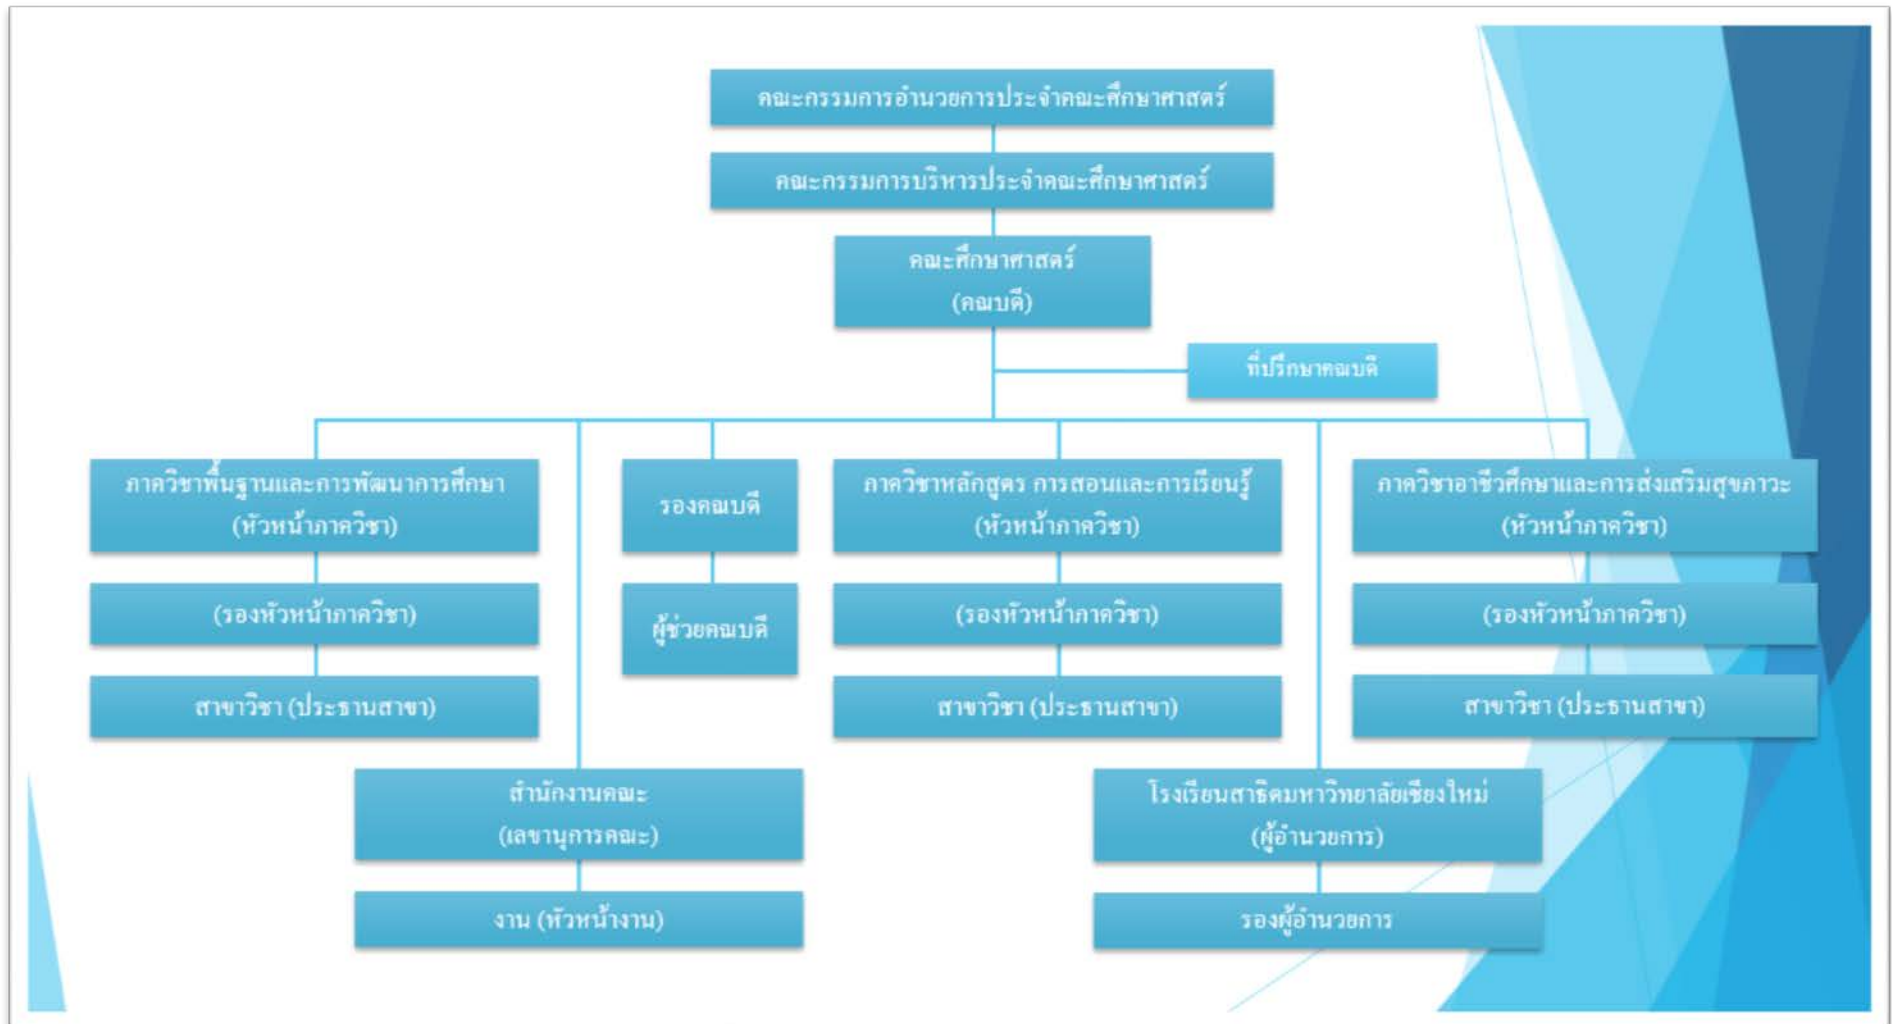 คณะกรรมการอำนวยการประจำคณะศึกษาศาสตร์
คณะกรรมการบริหารประจำคณะศึกษาศาสตร์
คณะศึกษาศาสตร์
(คณบดี)
ที่ปรึกษาคณบดี
ภาควิชาพื้นฐานและการพัฒนาการศึกษา
(หัวหน้าภาควิชา)
(รองหัวหน้าภาควิชา)
สาขาวิชา (ประธานสาขา)
สำนักงานคณะ
(เลขานุการคณะ)
งาน (หัวหน้างาน)
รองคณบดี
ผู้ช่วยคณบดี
ภาควิชาหลักสูตร การสอนและการเรียนรู้
(หัวหน้าภาควิชา)
(รองหัวหน้าภาควิชา)
สาขาวิชา (ประธานสาขา)
โรงเรียนสาธิตมหาวิทยาลัยเชียงใหม่
(ผู้อำนวยการ)
รองผู้อำนวยการ
ภาควิชาอาชีวศึกษาและการส่งเสริมสุขภาวะ
(หัวหน้าภาควิชา)
(รองหัวหน้าภาควิชา)
สาขาวิชา (ประธานสาขา)